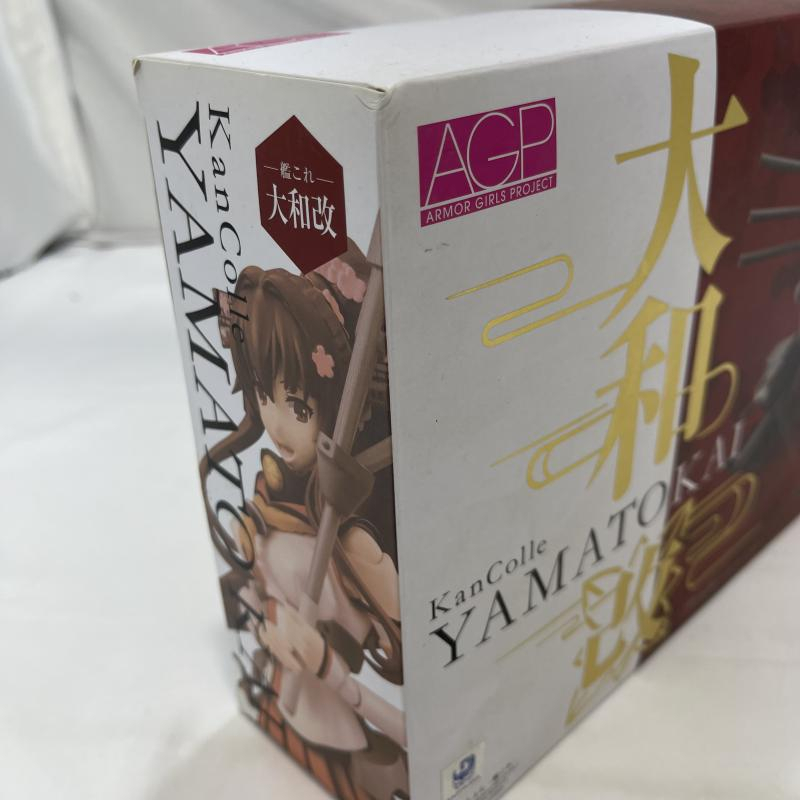 KanColle
YAMATO KAI
艦これ
大和改
AGP
ARMOR GIRLS PROJECT
大和改
KanColle
YAMATO KAI